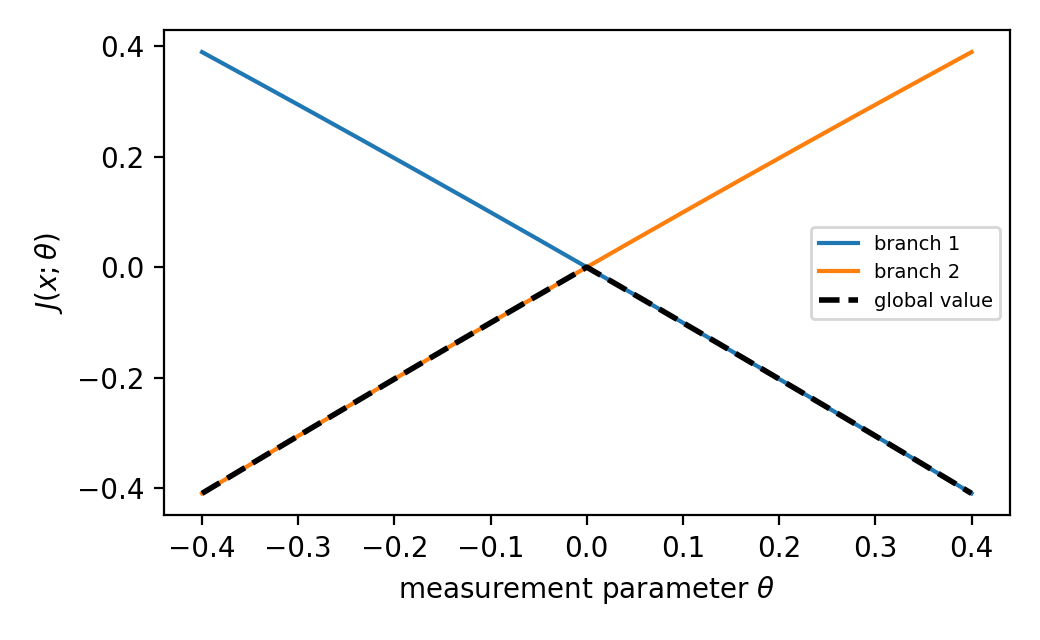 0.4
0.2
0.0
−0.2
−0.4
J(x; θ)
branch 1
branch 2
global value
−0.4 −0.3 −0.2 −0.1 0.0 0.1 0.2 0.3 0.4
measurement parameter θ